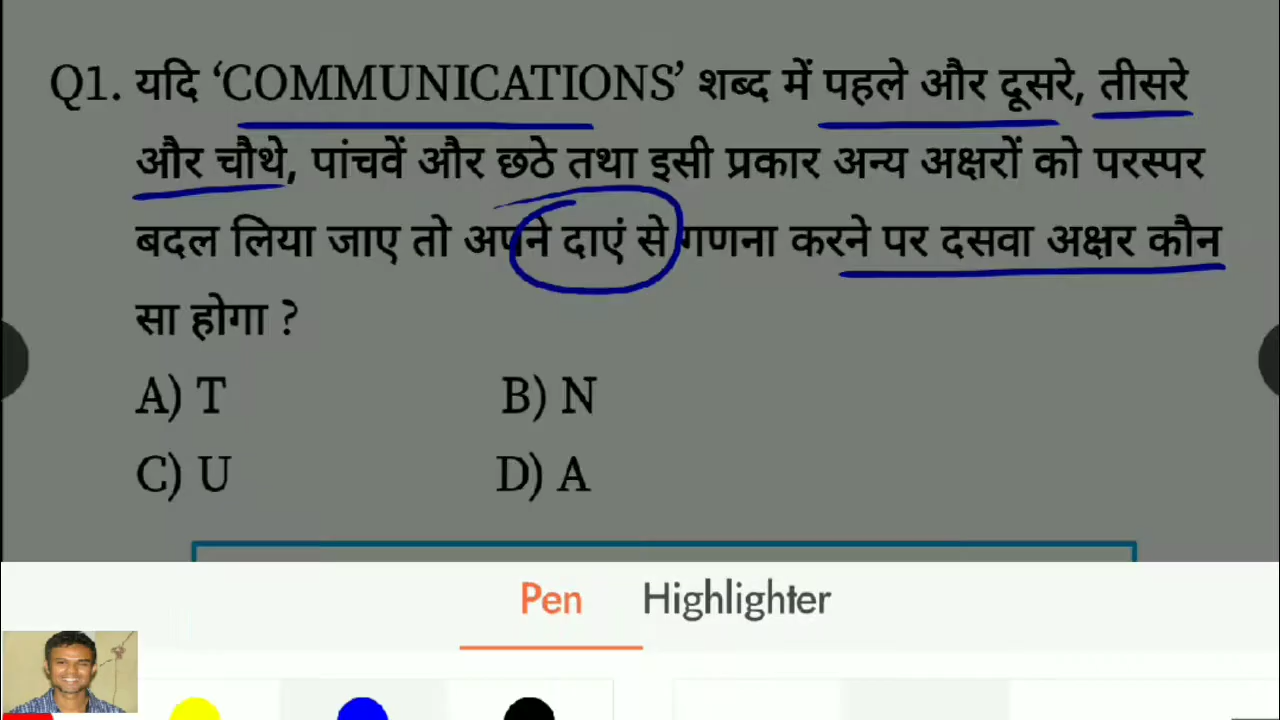 Q1. यदि ‘COMMUNICATIONS’ शब्द में पहले और दूसरे, तीसरे
और चौथे, पांचवें और छठे तथा इसी प्रकार अन्य अक्षरों को परस्पर
बदल लिया जाए तो अपने दाएं से गणना करने पर दसवा अक्षर कौन
सा होगा ?
A) T B) N
C) U D) A
Pen Highlighter